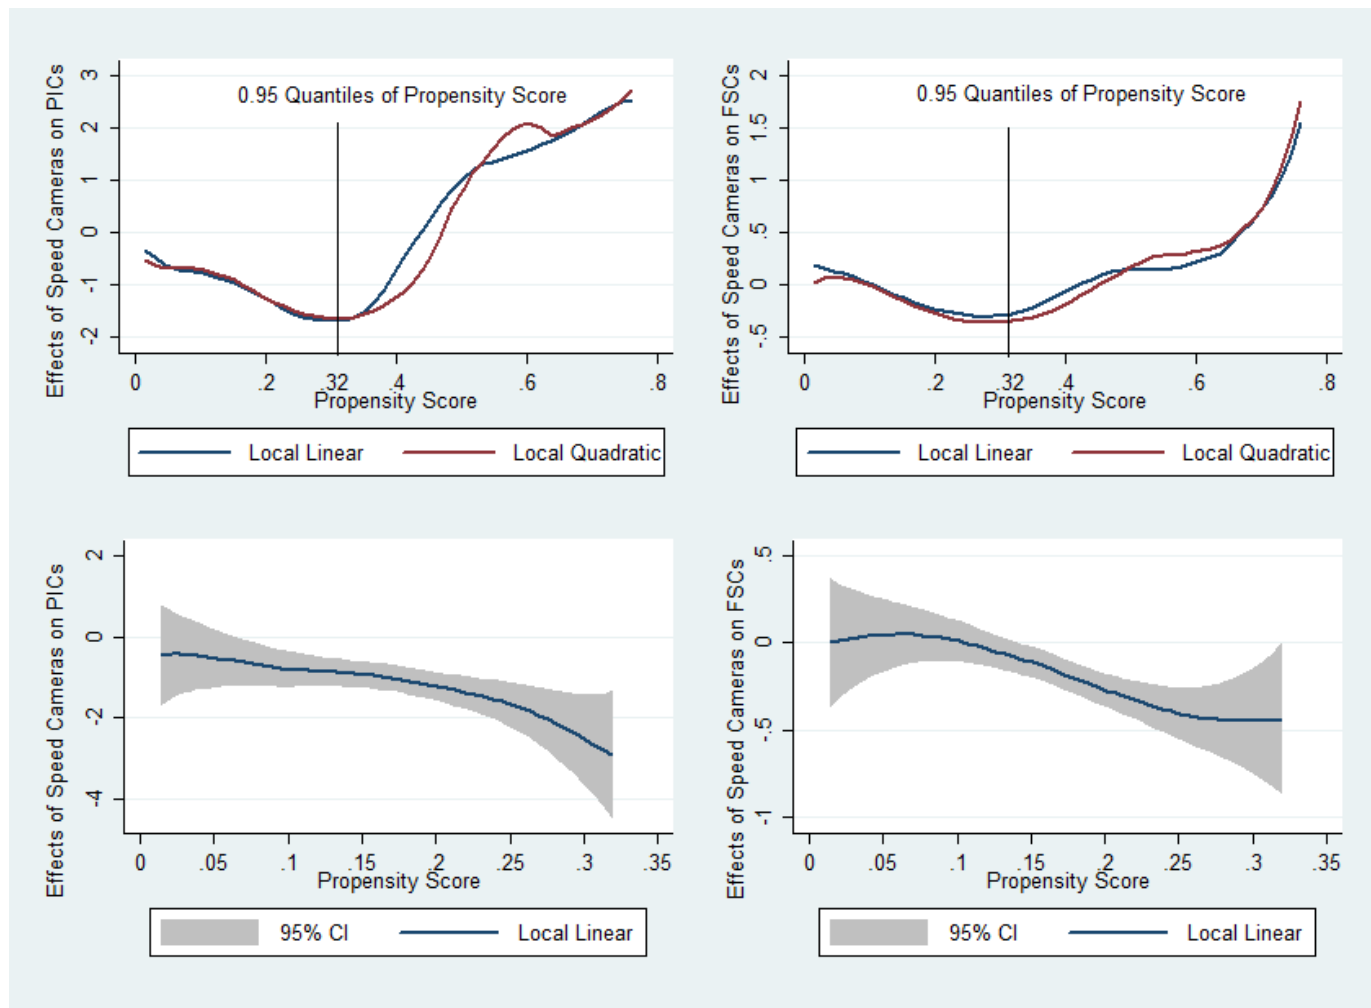 Effects of Speed Cameras on PICs
3
2
1
0
-1
-2
0.95 Quantiles of Propensity Score
0 .2 .32 .4 .6 .8
Propensity Score
Local Linear Local Quadratic
Effects of Speed Cameras on FSCs
2
1.5
1
.5
0
-.5
0.95 Quantiles of Propensity Score
0 .2 .32 .4 .6 .8
Propensity Score
Local Linear Local Quadratic
Effects of Speed Cameras on PICs
2
0
-2
-4
0 .05 .1 .15 .2 .25 .3 .35
Propensity Score
95% CI Local Linear
Effects of Speed Cameras on FSCs
.5
0
-.5
-1
0 .05 .1 .15 .2 .25 .3 .35
Propensity Score
95% CI Local Linear